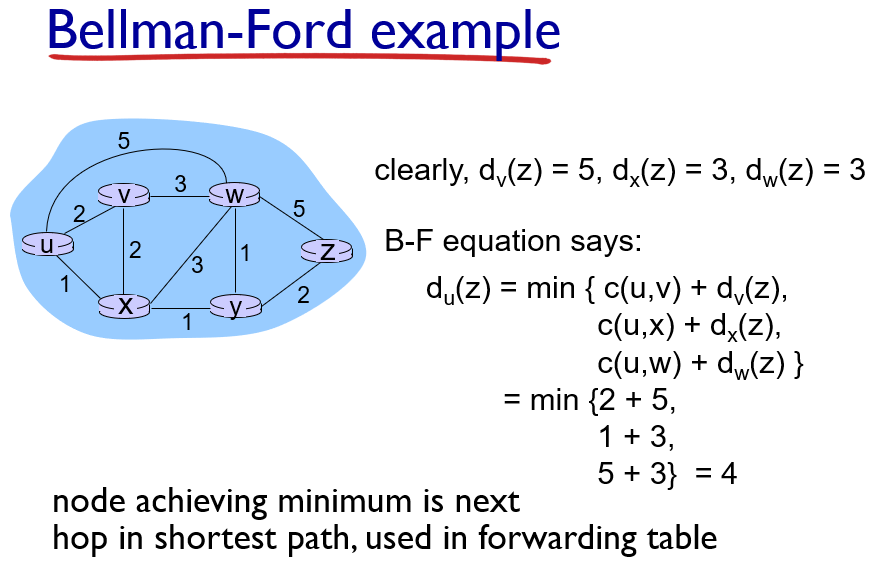 Bellman-Ford example
5
3
v
w
2
5
u
2
3
1
z
1
2
x
y
1
clearly, dv(z) = 5, dx(z) = 3, dw(z) = 3
B-F equation says:
du(z) = min { c(u,v) + dv(z),
c(u,x) + dx(z),
c(u,w) + dw(z) }
= min {2 + 5,
1 + 3,
5 + 3} = 4
node achieving minimum is next
hop in shortest path, used in forwarding table